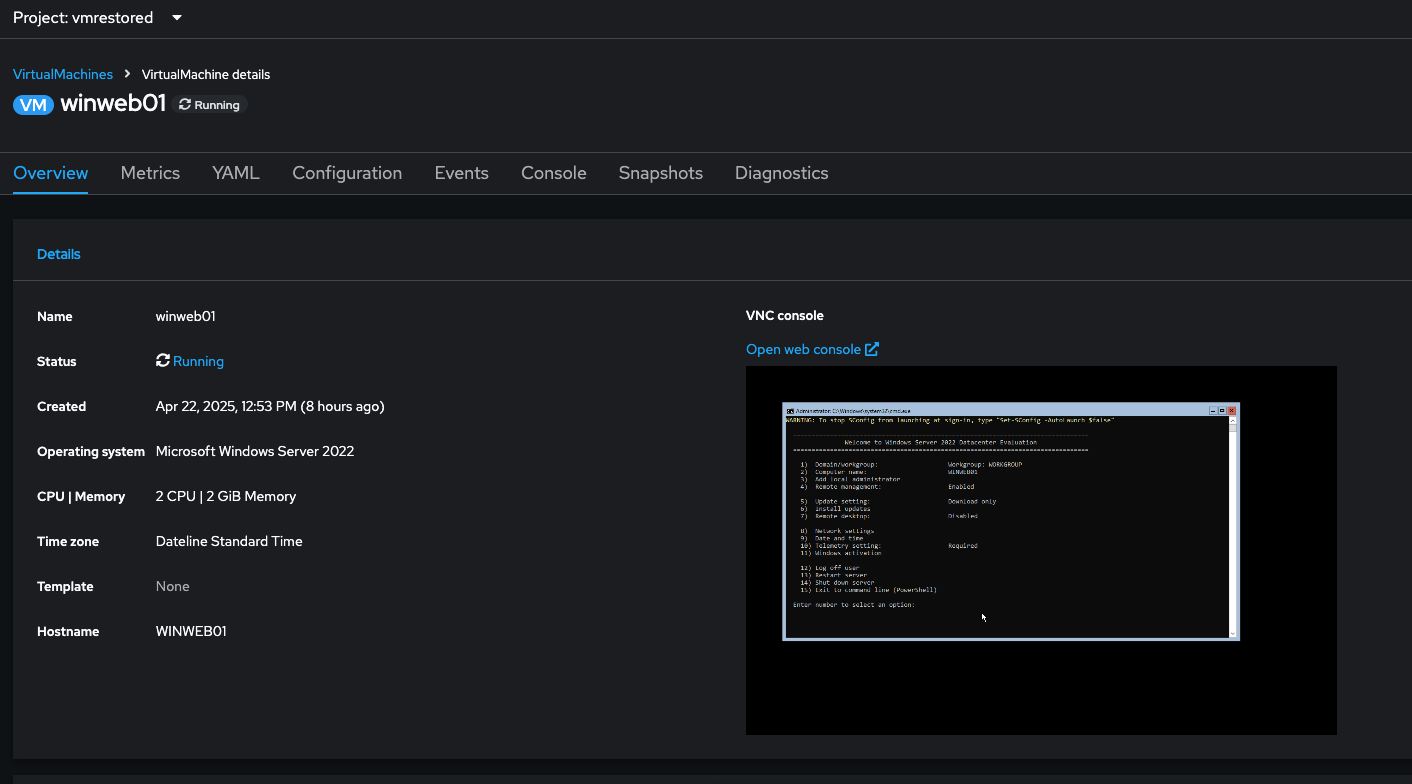 Project: vmrestored
VirtualMachines > VirtualMachine details
VM winweb01 Running
Overview Metrics YAML Configuration Events Console Snapshots Diagnostics
Details
Name winweb01
Status Running
Created Apr 22, 2025, 12:53 PM (8 hours ago)
Operating system Microsoft Windows Server 2022
CPU | Memory 2 CPU | 2 GiB Memory
Time zone Dateline Standard Time
Template None
Hostname WINWEB01
VNC console
Open web console
Administrator: C:\Windows\system32\cmd.exe
WARNING: To stop SConfig from launching at sign-in, type "Set-SConfig -AutoLaunch $false"
Welcome to Windows Server 2022 Datacenter Evaluation
1) Domain/workgroup: Workgroup: WORKGROUP
2) Computer name: WINWEB01
3) Add local administrator
4) Remote management: Enabled
5) Update setting: Download only
6) Install updates
7) Remote desktop: Disabled
8) Network settings
9) Date and time
10) Telemetry setting: Required
11) Windows activation
12) Log off user
13) Restart server
14) Shut down server
15) Exit to command line (PowerShell)
Enter number to select an option: